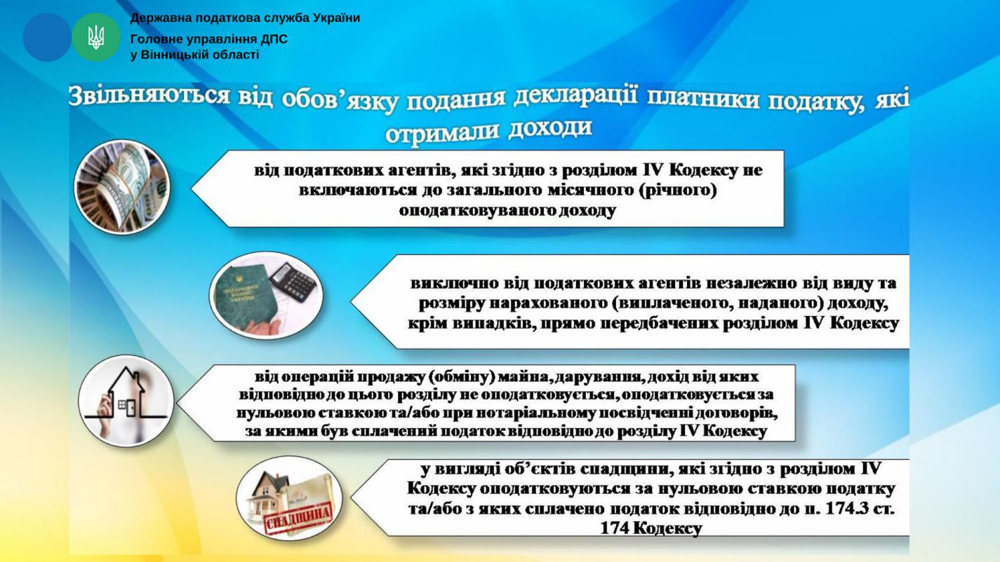 Державна податкова служба України
Головне управління ДПС
у Вінницькій області
Звільняються від обов’язку подання декларації платники податку, які
отримали доходи
від податкових агентів, які згідно з розділом IV Кодексу не
включаються до загального місячного (річного)
оподатковуваного доходу
ПОДАТКОВИЙ
КОДЕКС
УКРАЇНИ
виключно від податкових агентів незалежно від виду та
розміру нарахованого (виплаченого, наданого) доходу,
крім випадків, прямо передбачених розділом IV Кодексу
від операцій продажу (обміну) майна, дарування, дохід від яких
відповідно до цього розділу не оподатковується, оподатковується за
нульовою ставкою та/або при нотаріальному посвідченні договорів,
за якими був сплачений податок відповідно до розділу IV Кодексу
СПАДЩИНА
у вигляді об’єктів спадщини, які згідно з розділом IV
Кодексу оподатковуються за нульовою ставкою податку
та/або з яких сплачено податок відповідно до п. 174.3 ст.
174 Кодексу